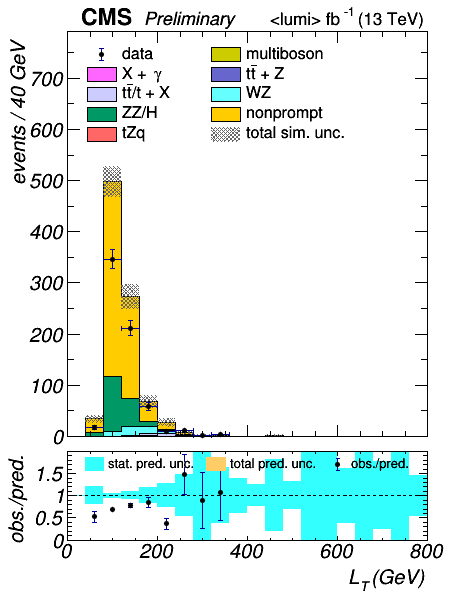 CMS Preliminary <lumi> fb⁻¹ (13 TeV)
events / 40 GeV
data
multiboson
X + γ
tt̄ + Z
tt̄/t + X
WZ
ZZ/H
nonprompt
tZq
total sim. unc.
700
600
500
400
300
200
100
0
stat. pred. unc.
total pred. unc.
obs./pred.
obs./pred.
1.5
1
0.5
0
0 200 400 600 800
L_T(GeV)